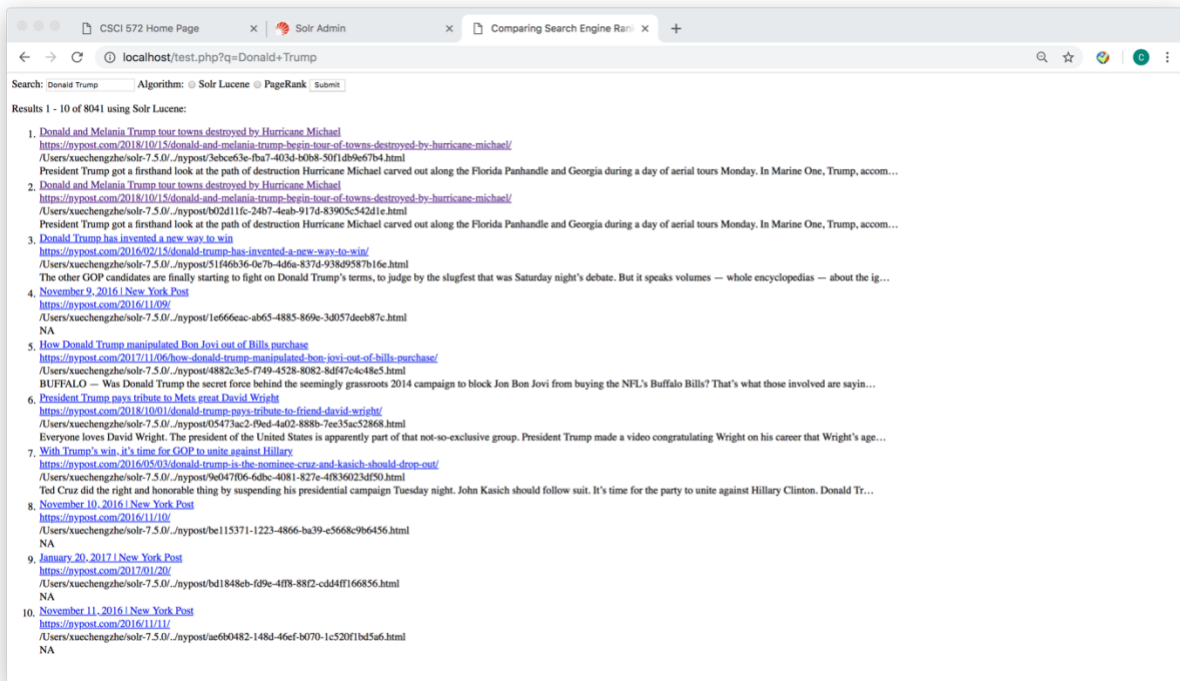 CSCI 572 Home Page
Solr Admin
Comparing Search Engine Ran
localhost/test.php?q=Donald+Trump
C
Search: Donald Trump Algorithm: Solr Lucene PageRank Submit
Results 1 - 10 of 8041 using Solr Lucene:
1. Donald and Melania Trump tour towns destroyed by Hurricane Michael
https://nypost.com/2018/10/15/donald-and-melania-trump-begin-tour-of-towns-destroyed-by-hurricane-michael/
/Users/xuechengzhe/solr-7.5.0/../nypost/3ebce63e-fba7-403d-b0b8-50f1db9e67b4.html
President Trump got a firsthand look at the path of destruction Hurricane Michael carved out along the Florida Panhandle and Georgia during a day of aerial tours Monday. In Marine One, Trump, accom…
2. Donald and Melania Trump tour towns destroyed by Hurricane Michael
https://nypost.com/2018/10/15/donald-and-melania-trump-begin-tour-of-towns-destroyed-by-hurricane-michael/
/Users/xuechengzhe/solr-7.5.0/../nypost/b02d11fc-24b7-4eab-917d-83905c542d1e.html
President Trump got a firsthand look at the path of destruction Hurricane Michael carved out along the Florida Panhandle and Georgia during a day of aerial tours Monday. In Marine One, Trump, accom…
3. Donald Trump has invented a new way to win
https://nypost.com/2016/02/15/donald-trump-has-invented-a-new-way-to-win/
/Users/xuechengzhe/solr-7.5.0/../nypost/51f46b36-0e7b-4d6a-837d-938d9587b16e.html
The other GOP candidates are finally starting to fight on Donald Trump's terms, to judge by the slugfest that was Saturday night's debate. But it speaks volumes — whole encyclopedias — about the ig…
4. November 9, 2016 | New York Post
https://nypost.com/2016/11/09/
/Users/xuechengzhe/solr-7.5.0/../nypost/1e666eac-ab65-4885-869e-3d057deeb87c.html
NA
5. How Donald Trump manipulated Bon Jovi out of Bills purchase
https://nypost.com/2017/11/06/how-donald-trump-manipulated-bon-jovi-out-of-bills-purchase/
/Users/xuechengzhe/solr-7.5.0/../nypost/4882c3e5-f749-4528-8082-8df47c4c48e5.html
BUFFALO — Was Donald Trump the secret force behind the seemingly grassroots 2014 campaign to block Jon Bon Jovi from buying the NFL's Buffalo Bills? That's what those involved are sayin…
6. President Trump pays tribute to Mets great David Wright
https://nypost.com/2018/10/01/donald-trump-pays-tribute-to-friend-david-wright/
/Users/xuechengzhe/solr-7.5.0/../nypost/05473ac2-f9ed-4a02-888b-7ee35ac52868.html
Everyone loves David Wright. The president of the United States is apparently part of that not-so-exclusive group. President Trump made a video congratulating Wright on his career that Wright's age…
7. With Trump's win, it's time for GOP to unite against Hillary
https://nypost.com/2016/05/03/donald-trump-is-the-nominee-cruz-and-kasich-should-drop-out/
/Users/xuechengzhe/solr-7.5.0/../nypost/9e047f06-6dbc-4081-827e-4f836023df50.html
Ted Cruz did the right and honorable thing by suspending his presidential campaign Tuesday night. John Kasich should follow suit. It's time for the party to unite against Hillary Clinton. Donald Tr…
8. November 10, 2016 | New York Post
https://nypost.com/2016/11/10/
/Users/xuechengzhe/solr-7.5.0/../nypost/be115371-1223-4866-ba39-e5668c9b6456.html
NA
9. January 20, 2017 | New York Post
https://nypost.com/2017/01/20/
/Users/xuechengzhe/solr-7.5.0/../nypost/bd1848eb-fd9e-4ff8-88f2-cdd4ff166856.html
NA
10. November 11, 2016 | New York Post
https://nypost.com/2016/11/11/
/Users/xuechengzhe/solr-7.5.0/../nypost/ae6b0482-148d-46ef-b070-1c520f1bd5a6.html
NA